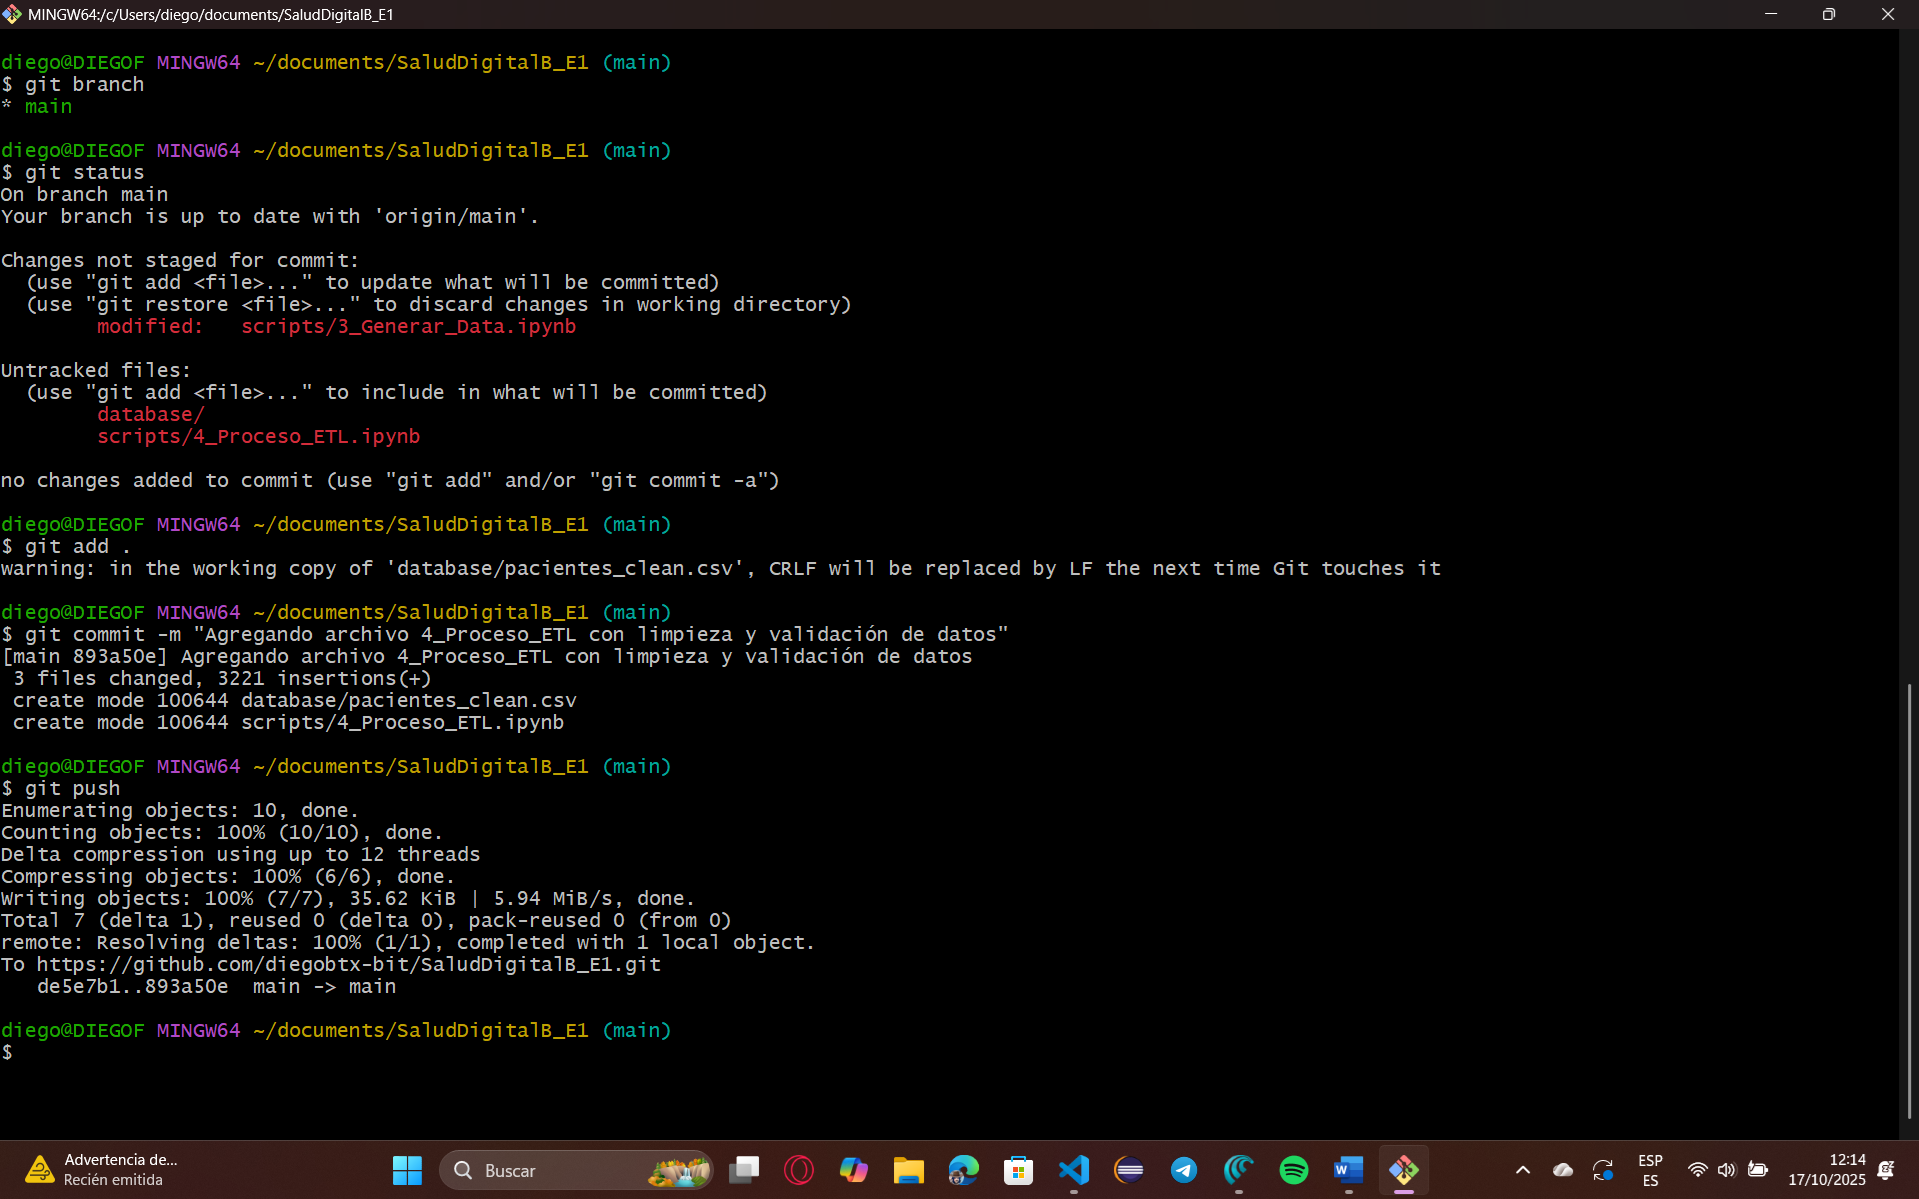 MINGW64:/c/Users/diego/documents/SaludDigitalB_E1
diego@DIEGOF MINGW64 ~/documents/SaludDigitalB_E1 (main)
$ git branch
* main
diego@DIEGOF MINGW64 ~/documents/SaludDigitalB_E1 (main)
$ git status
On branch main
Your branch is up to date with 'origin/main'.
Changes not staged for commit:
(use "git add <file>..." to update what will be committed)
(use "git restore <file>..." to discard changes in working directory)
modified:   scripts/3_Generar_Data.ipynb
Untracked files:
(use "git add <file>..." to include in what will be committed)
database/
scripts/4_Proceso_ETL.ipynb
no changes added to commit (use "git add" and/or "git commit -a")
diego@DIEGOF MINGW64 ~/documents/SaludDigitalB_E1 (main)
$ git add .
warning: in the working copy of 'database/pacientes_clean.csv', CRLF will be replaced by LF the next time Git touches it
diego@DIEGOF MINGW64 ~/documents/SaludDigitalB_E1 (main)
$ git commit -m "Agregando archivo 4_Proceso_ETL con limpieza y validación de datos"
[main 893a50e] Agregando archivo 4_Proceso_ETL con limpieza y validación de datos
3 files changed, 3221 insertions(+)
create mode 100644 database/pacientes_clean.csv
create mode 100644 scripts/4_Proceso_ETL.ipynb
diego@DIEGOF MINGW64 ~/documents/SaludDigitalB_E1 (main)
$ git push
Enumerating objects: 10, done.
Counting objects: 100% (10/10), done.
Delta compression using up to 12 threads
Compressing objects: 100% (6/6), done.
Writing objects: 100% (7/7), 35.62 KiB | 5.94 MiB/s, done.
Total 7 (delta 1), reused 0 (delta 0), pack-reused 0 (from 0)
remote: Resolving deltas: 100% (1/1), completed with 1 local object.
To https://github.com/diegobtx-bit/SaludDigitalB_E1.git
de5e7b1..893a50e  main -> main
diego@DIEGOF MINGW64 ~/documents/SaludDigitalB_E1 (main)
$
Advertencia de...
Recién emitida
Buscar
ESP
ES
12:14
17/10/2025